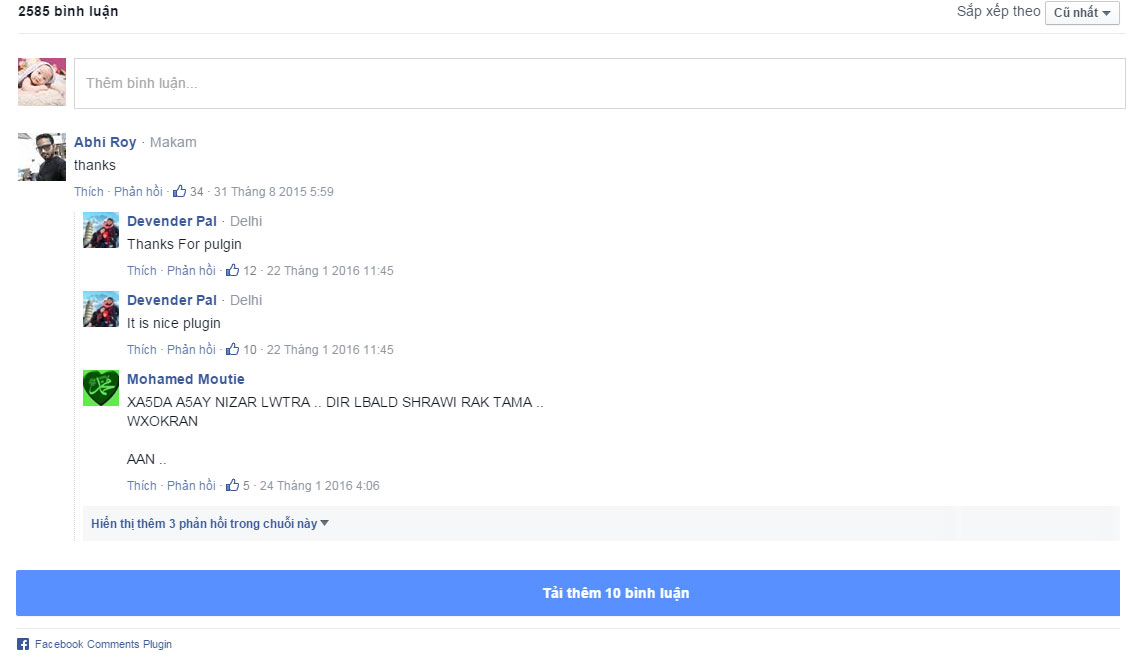 2585 bình luận
Sắp xếp theo Cũ nhất
Thêm bình luận...
Abhi Roy · Makam
thanks
Thích · Phản hồi · 34 · 31 Tháng 8 2015 5:59
Devender Pal · Delhi
Thanks For pulgin
Thích · Phản hồi · 12 · 22 Tháng 1 2016 11:45
Devender Pal · Delhi
It is nice plugin
Thích · Phản hồi · 10 · 22 Tháng 1 2016 11:45
Mohamed Moutie
XA5DA A5AY NIZAR LWTRA .. DIR LBALD SHRAWI RAK TAMA ..
WXOKRAN
AAN ..
Thích · Phản hồi · 5 · 24 Tháng 1 2016 4:06
Hiển thị thêm 3 phản hồi trong chuỗi này
Tải thêm 10 bình luận
Facebook Comments Plugin